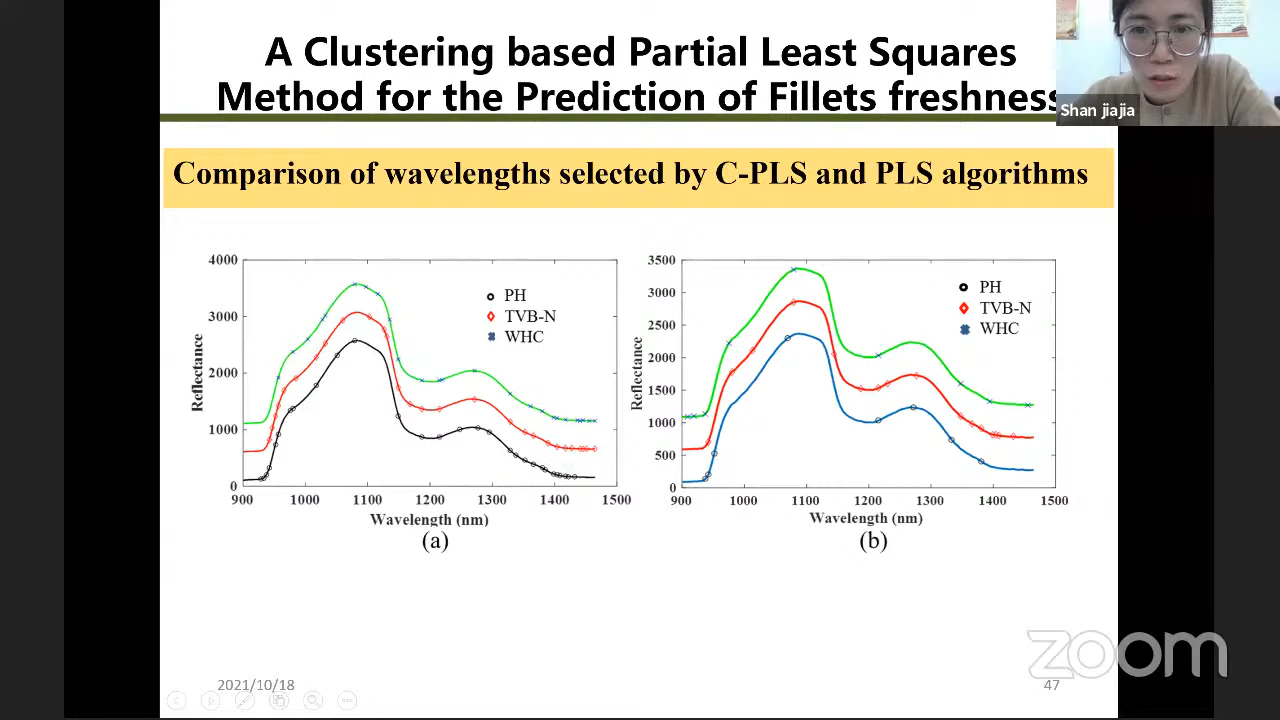 A Clustering based Partial Least Squares
Method for the Prediction of Fillets freshness
Shan jiajia
Comparison of wavelengths selected by C-PLS and PLS algorithms
4000
3000
2000
1000
0
Reflectance
PH
TVB-N
WHC
900 1000 1100 1200 1300 1400 1500
Wavelength (nm)
(a)
3500
3000
2500
2000
1500
1000
500
0
Reflectance
PH
TVB-N
WHC
900 1000 1100 1200 1300 1400 1500
Wavelength (nm)
(b)
zoom
2021/10/18
47